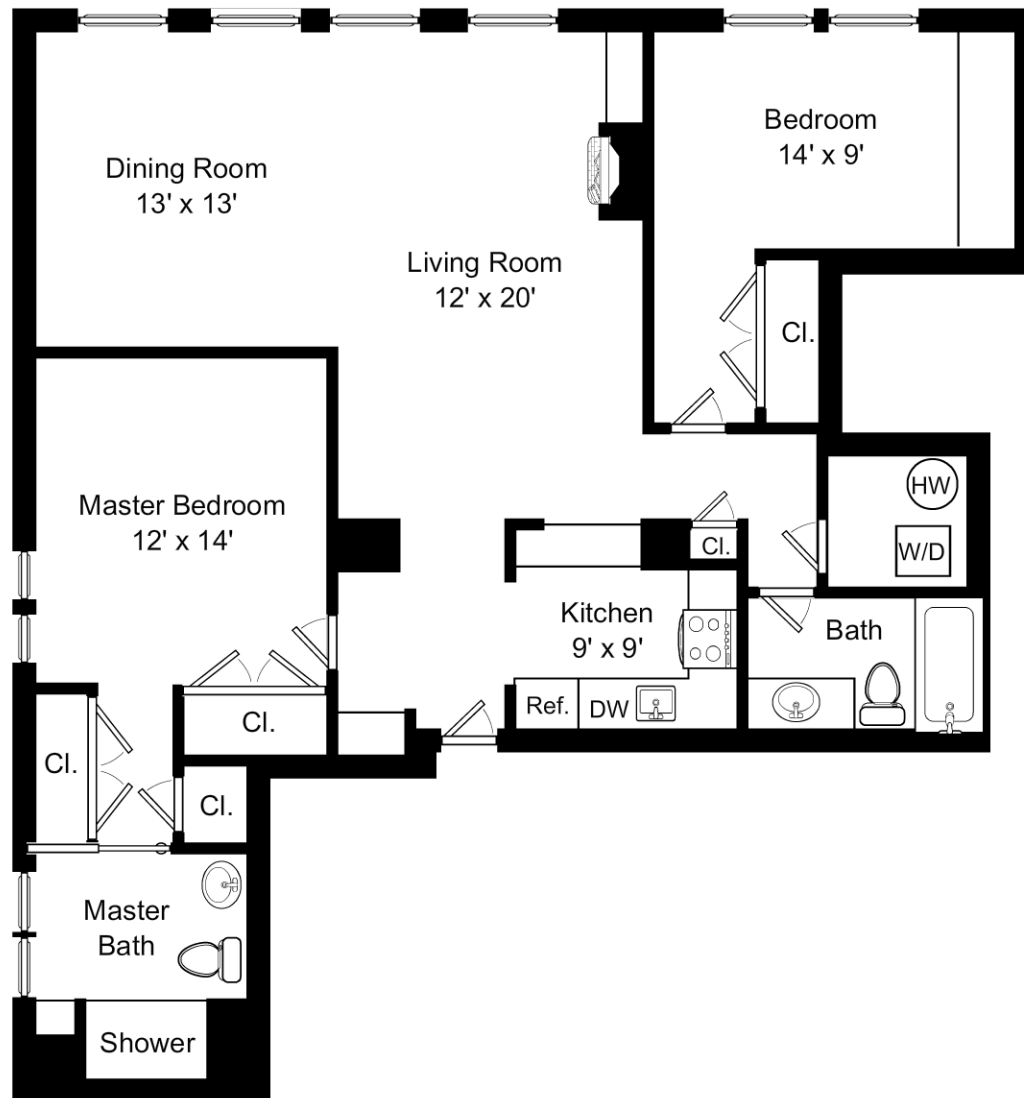 Bedroom
14' x 9'
Dining Room
13' x 13'
Living Room
12' x 20'
Cl.
Master Bedroom
12' x 14'
HW
W/D
Cl.
Kitchen
9' x 9'
Bath
Ref.
DW
Cl.
Cl.
Cl.
Master
Bath
Shower